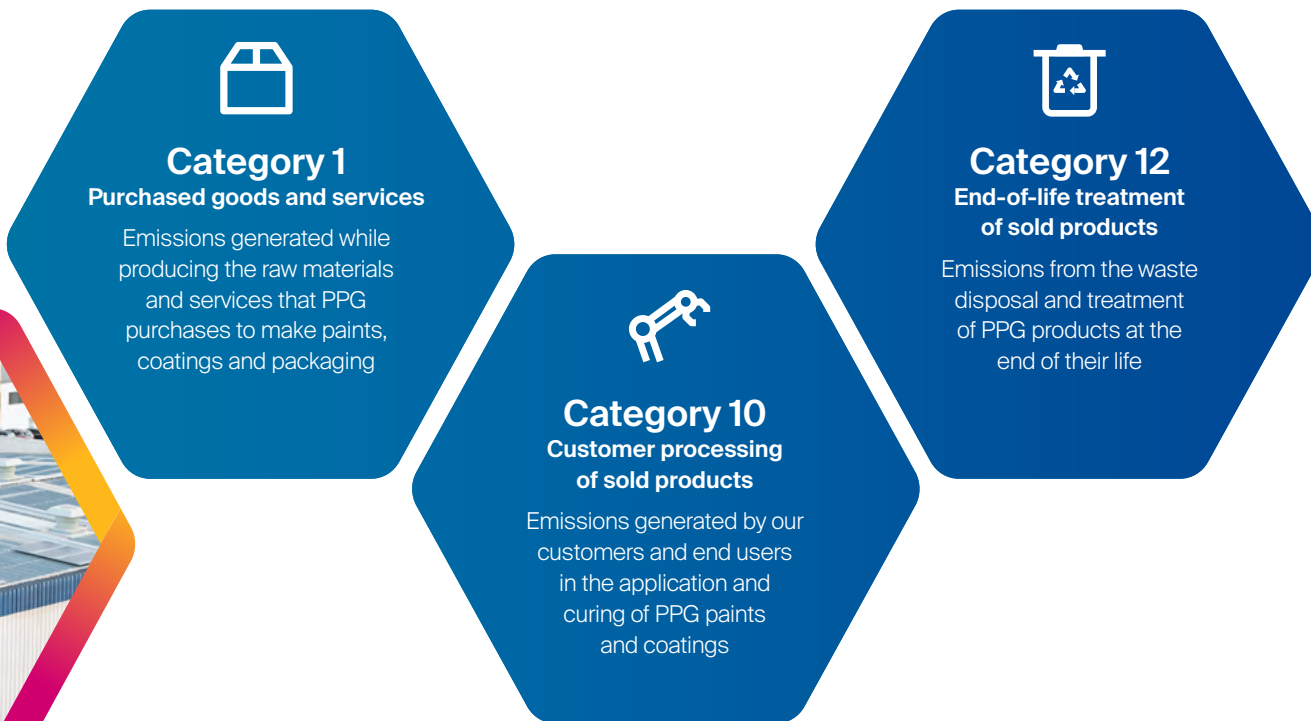 Category 1
Purchased goods and services
Emissions generated while
producing the raw materials
and services that PPG
purchases to make paints,
coatings and packaging
Category 10
Customer processing
of sold products
Emissions generated by our
customers and end users
in the application and
curing of PPG paints
and coatings
Category 12
End-of-life treatment
of sold products
Emissions from the waste
disposal and treatment
of PPG products at the
end of their life